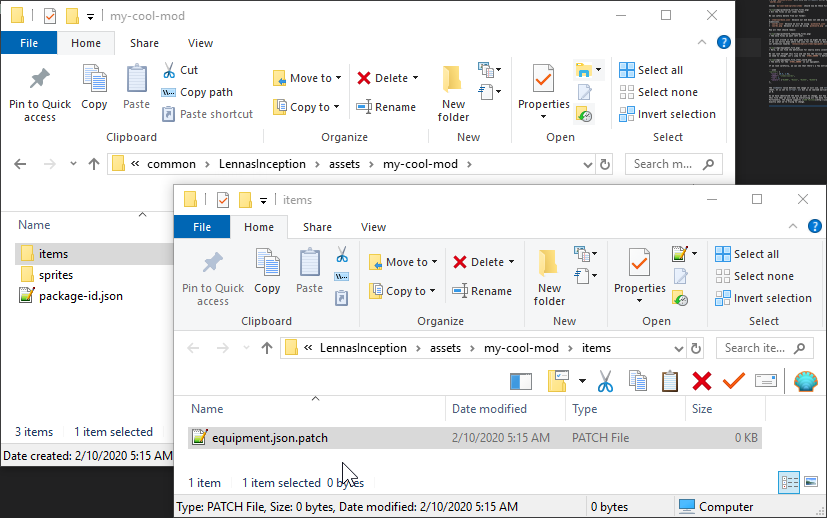 my-cool-mod
File Home Share View
Pin to Quick access
Copy
Paste
Cut
Copy path
Paste shortcut
Clipboard
Move to
Copy to
Delete
Rename
Organize
New folder
New
Properties
Open
Select all
Select none
Invert selection
Select
« common > LennasInception > assets > my-cool-mod >
Search m...
Name
items
sprites
package-id.json
3 items 1 item selected
Date created: 2/10/2020 5:15 AM
items
File Home Share View
Pin to Quick access
Copy
Paste
Clipboard
Move to
Copy to
Delete
Rename
Organize
New folder
New
Properties
Open
Select all
Select none
Invert selection
Select
« LennasInception > assets > my-cool-mod > items
Search ite...
Name Date modified Type Size
equipment.json.patch 2/10/2020 5:15 AM PATCH File 0 KB
1 item 1 item selected 0 bytes
Type: PATCH File, Size: 0 bytes, Date modified: 2/10/2020 5:15 AM 0 bytes Computer